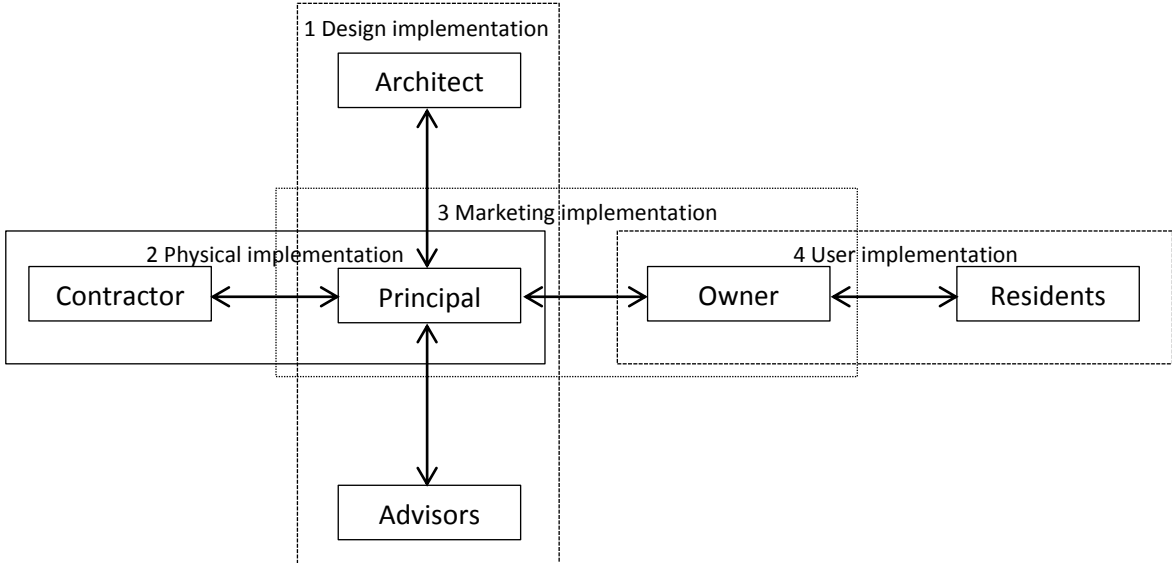 1 Design implementation
Architect
3 Marketing implementation
2 Physical implementation
4 User implementation
Contractor
Principal
Owner
Residents
Advisors